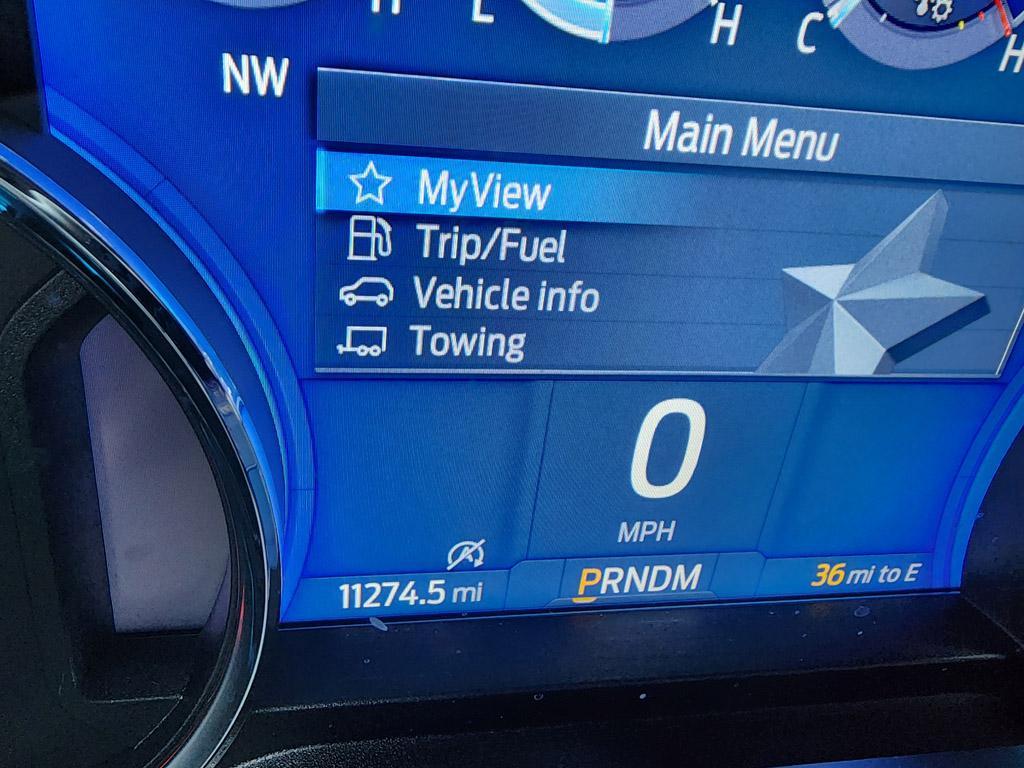 H L H C H
NW
Main Menu
MyView
Trip/Fuel
Vehicle info
Towing
0
MPH
11274.5 mi
PRNDM
36 mi to E